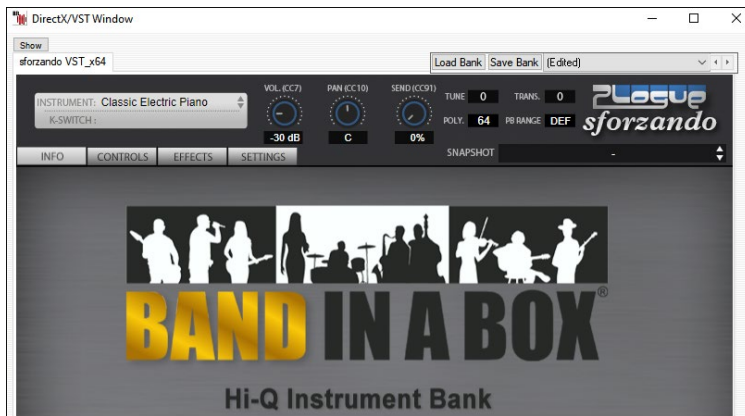 DirectX/VST Window
Show
sforzando VST_x64
Load Bank Save Bank (Edited)
INSTRUMENT: Classic Electric Piano
K-SWITCH :
VOL. (CC7) PAN (CC10) SEND (CC91)
-30 dB C 0%
TUNE 0 TRANS. 0
POLY. 64 PB RANGE DEF
Plogue
sforzando
INFO CONTROLS EFFECTS SETTINGS
SNAPSHOT -
BAND IN A BOX®
Hi-Q Instrument Bank